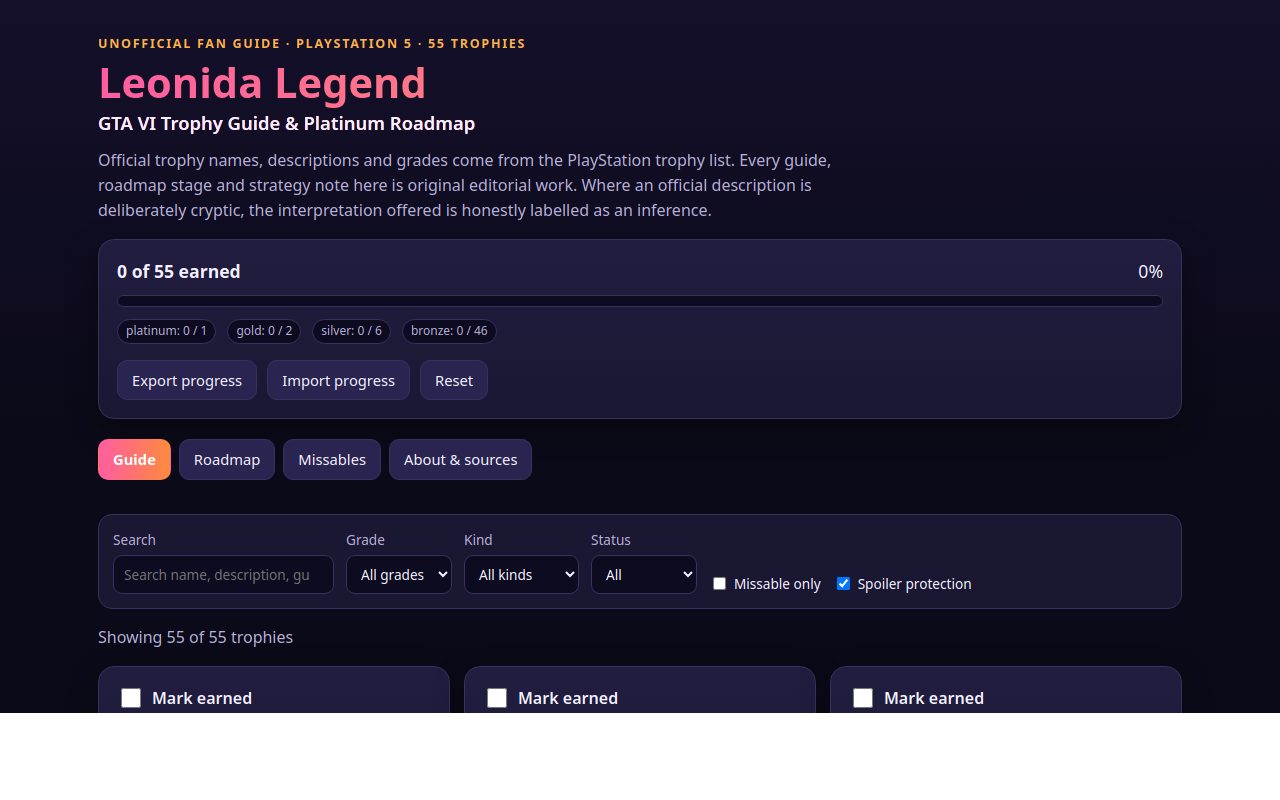 UNOFFICIAL FAN GUIDE · PLAYSTATION 5 · 55 TROPHIES
Leonida Legend
GTA VI Trophy Guide & Platinum Roadmap
Official trophy names, descriptions and grades come from the PlayStation trophy list. Every guide,
roadmap stage and strategy note here is original editorial work. Where an official description is
deliberately cryptic, the interpretation offered is honestly labelled as an inference.
0 of 55 earned 0%
platinum: 0 / 1 gold: 0 / 2 silver: 0 / 6 bronze: 0 / 46
Export progress Import progress Reset
Guide Roadmap Missables About & sources
Search Grade Kind Status
Search name, description, gu All grades All kinds All Missable only Spoiler protection
Showing 55 of 55 trophies
Mark earned Mark earned Mark earned